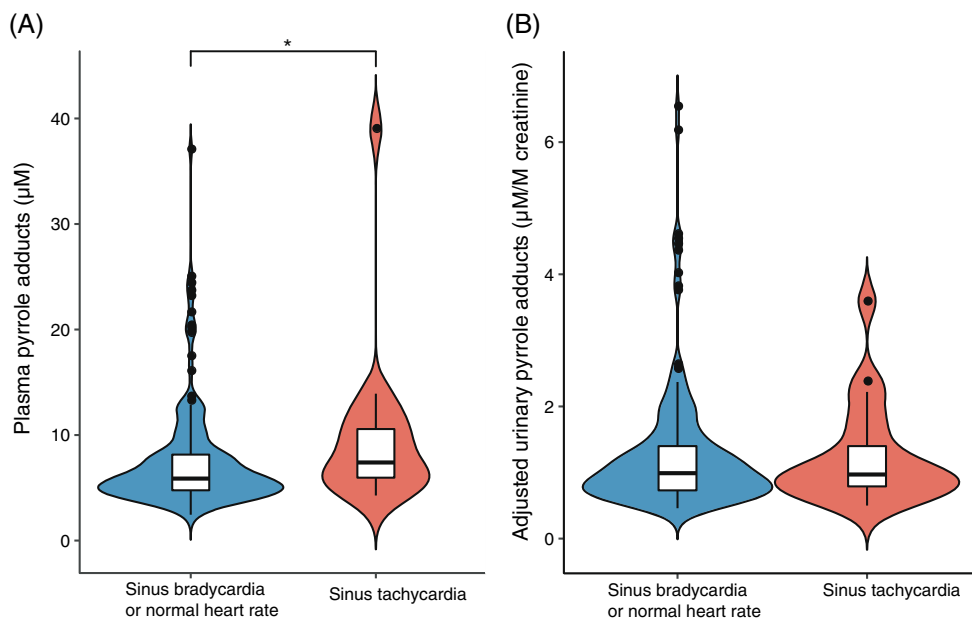 (A)
*
Plasma pyrrole adducts (μM)
40
30
20
10
0
Sinus bradycardia
or normal heart rate
Sinus tachycardia
(B)
Adjusted urinary pyrrole adducts (μM/M creatinine)
6
4
2
0
Sinus bradycardia
or normal heart rate
Sinus tachycardia